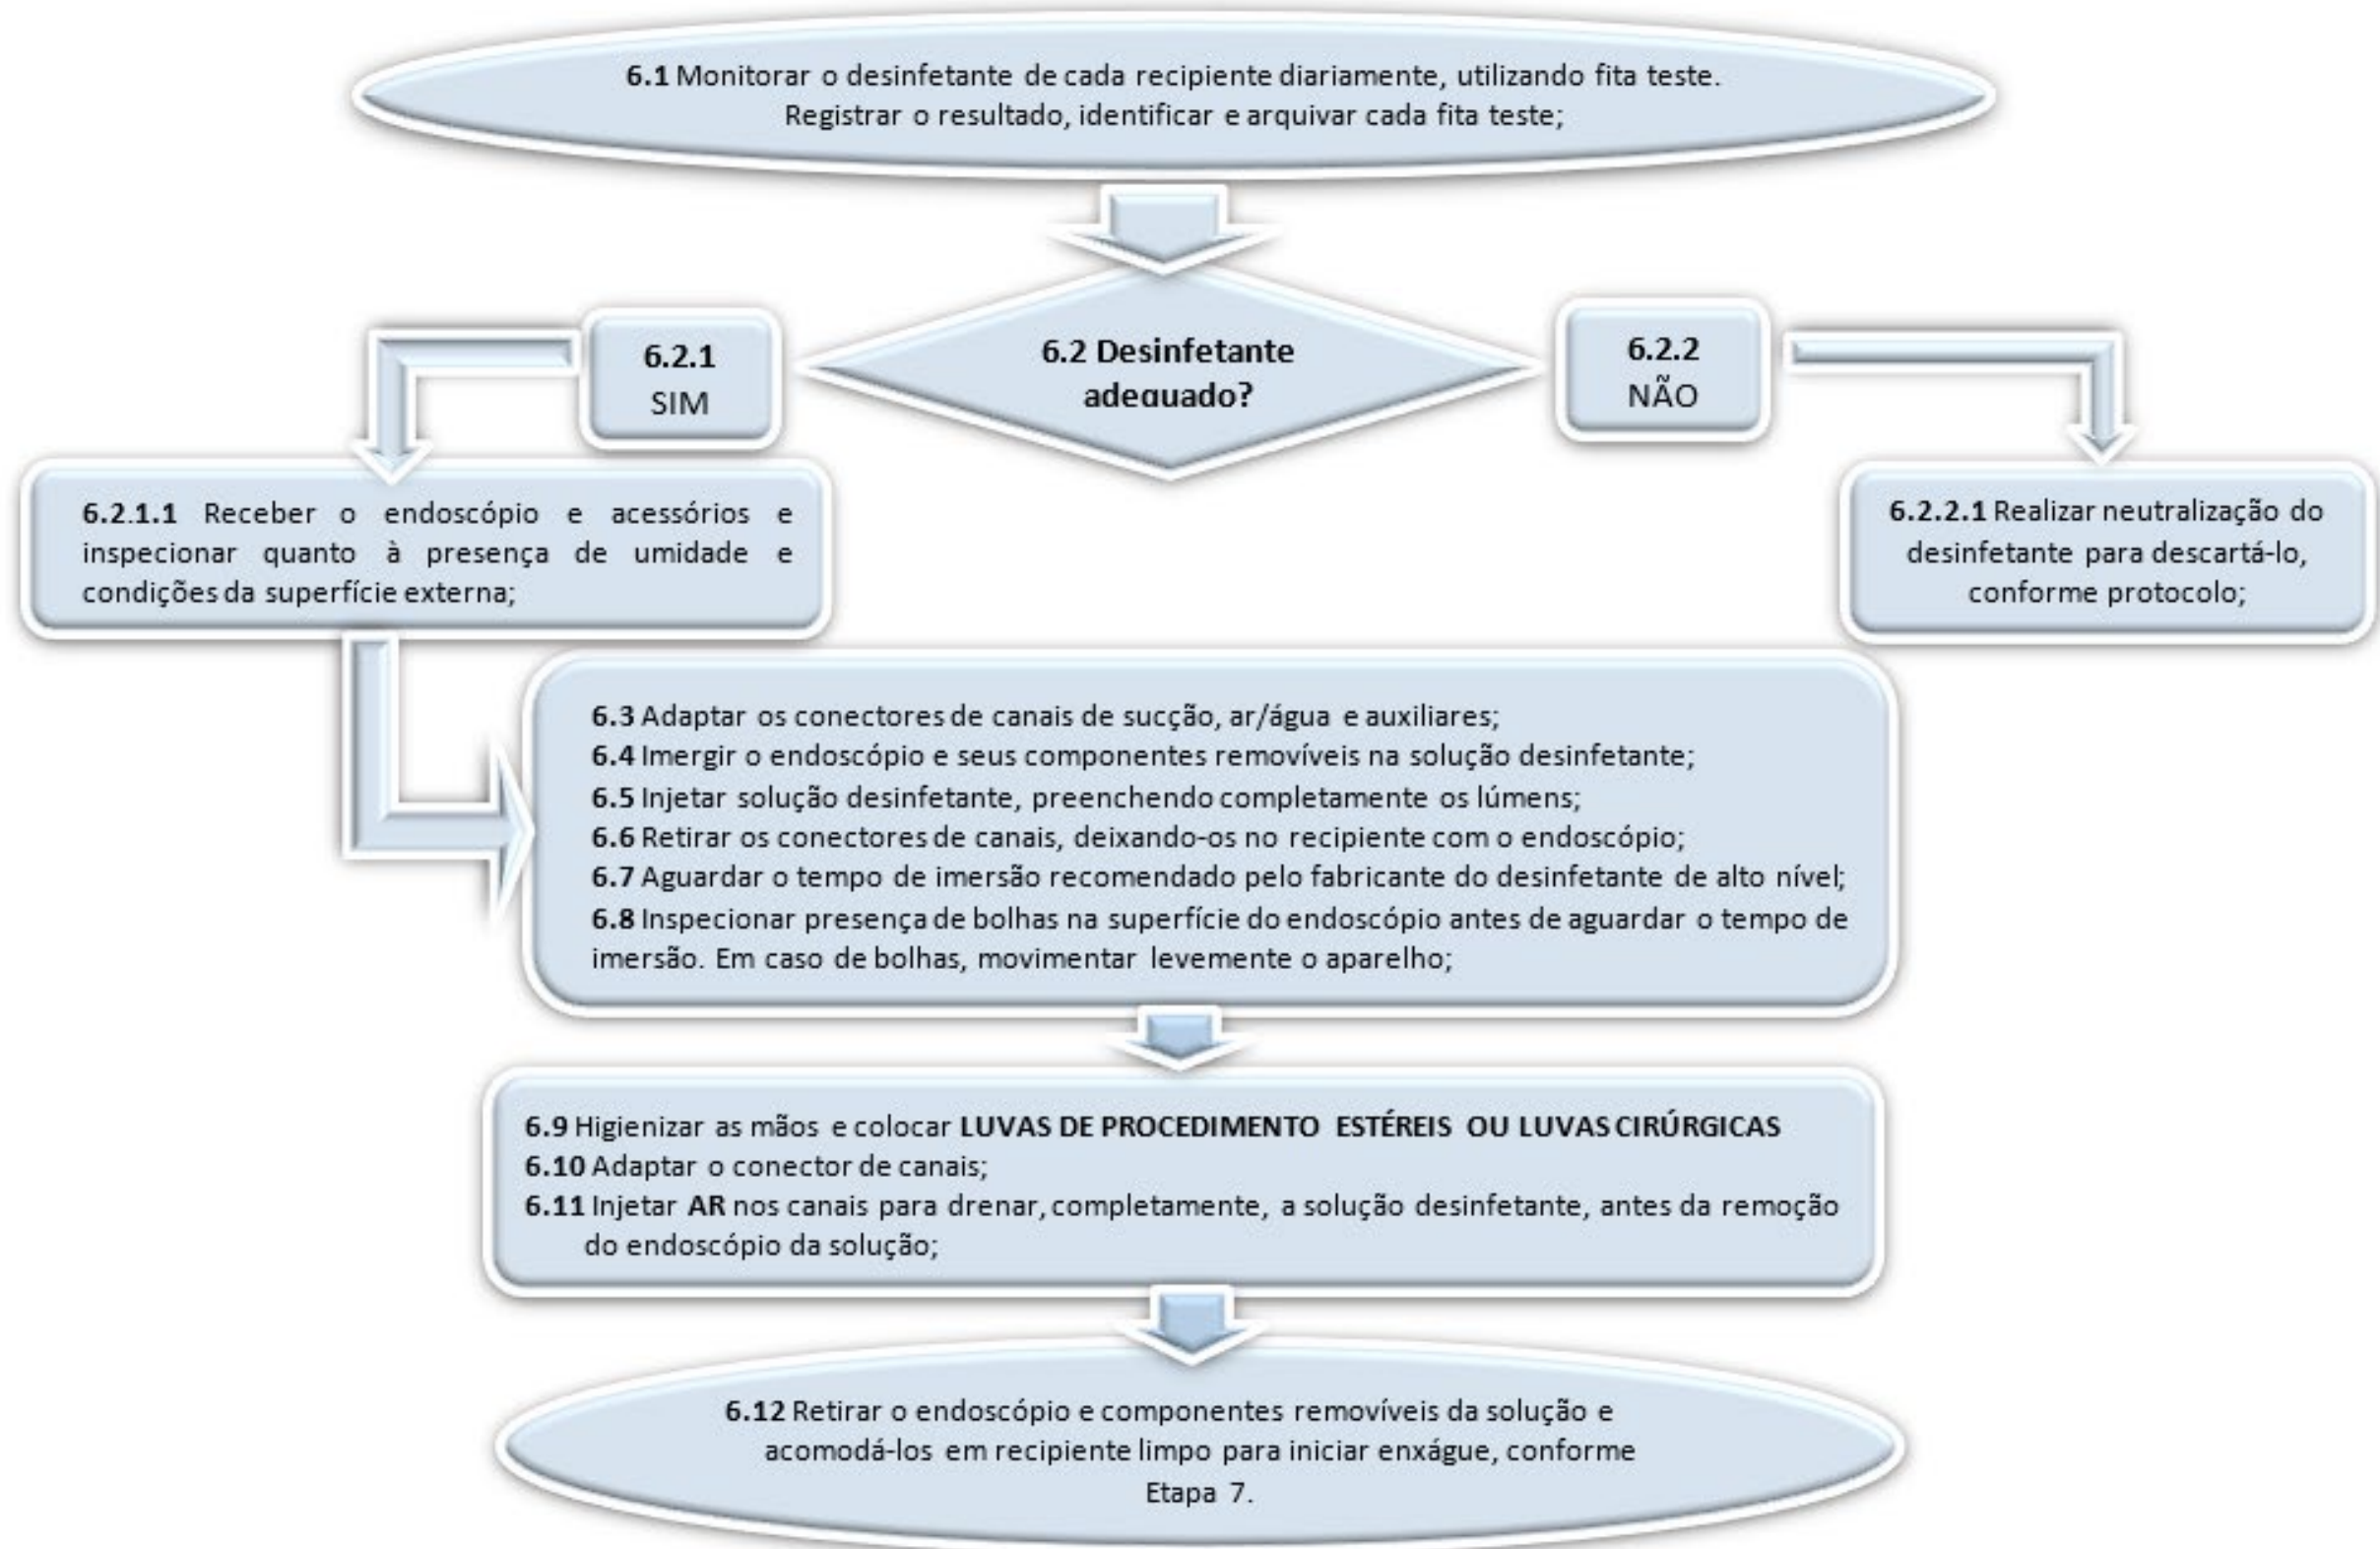 6.1 Monitorar o desinfetante de cada recipiente diariamente, utilizando fita teste.
Registrar o resultado, identificar e arquivar cada fita teste;
6.2 Desinfetante
adequado?
6.2.1
SIM
6.2.2
NÃO
6.2.1.1 Receber o endoscópio e acessórios e
inspecionar quanto à presença de umidade e
condições da superfície externa;
6.2.2.1 Realizar neutralização do
desinfetante para descartá-lo,
conforme protocolo;
6.3 Adaptar os conectores de canais de sucção, ar/água e auxiliares;
6.4 Imergir o endoscópio e seus componentes removíveis na solução desinfetante;
6.5 Injetar solução desinfetante, preenchendo completamente os lúmens;
6.6 Retirar os conectores de canais, deixando-os no recipiente com o endoscópio;
6.7 Aguardar o tempo de imersão recomendado pelo fabricante do desinfetante de alto nível;
6.8 Inspecionar presença de bolhas na superfície do endoscópio antes de aguardar o tempo de
imersão. Em caso de bolhas, movimentar levemente o aparelho;
6.9 Higienizar as mãos e colocar LUVAS DE PROCEDIMENTO ESTÉREIS OU LUVAS CIRÚRGICAS
6.10 Adaptar o conector de canais;
6.11 Injetar AR nos canais para drenar, completamente, a solução desinfetante, antes da remoção
do endoscópio da solução;
6.12 Retirar o endoscópio e componentes removíveis da solução e
acomodá-los em recipiente limpo para iniciar enxágue, conforme
Etapa 7.